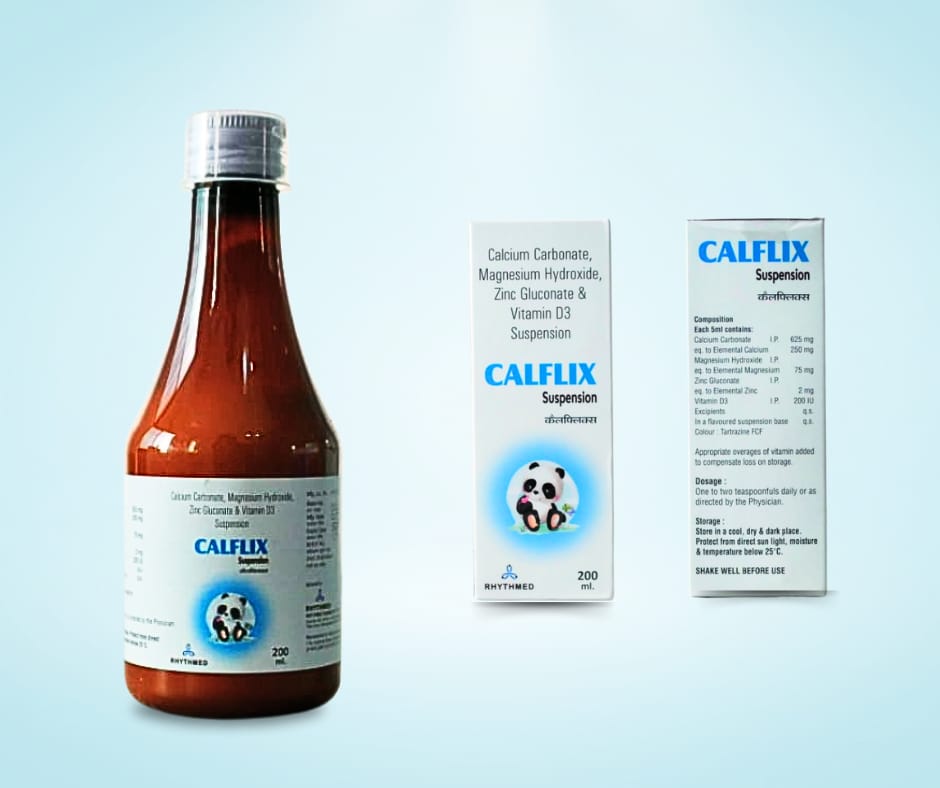 Calcium Carbonate, Magnesium Hydroxide,
Zinc Gluconate & Vitamin D3
Suspension
CALFLIX
Suspension
RHYTHMED
200
ml.
RHYTHMED
Calcium Carbonate,
Magnesium Hydroxide,
Zinc Gluconate &
Vitamin D3
Suspension
CALFLIX
Suspension
कैलफ्लिक्स
RHYTHMED
200
ml.
CALFLIX
Suspension
कैलफ्लिक्स
Composition
Each 5ml contains:
Calcium Carbonate I.P. 625 mg
eq. to Elemental Calcium 250 mg
Magnesium Hydroxide I.P.
eq. to Elemental Magnesium 75 mg
Zinc Gluconate I.P.
eq. to Elemental Zinc 2 mg
Vitamin D3 I.P. 200 IU
Excipients q.s.
In a flavoured suspension base q.s.
Colour : Tartrazine FCF
Appropriate overages of vitamin added
to compensate loss on storage.
Dosage :
One to two teaspoonfuls daily or as
directed by the Physician.
Storage :
Store in a cool, dry & dark place.
Protect from direct sun light, moisture
& temperature below 25°C.
SHAKE WELL BEFORE USE